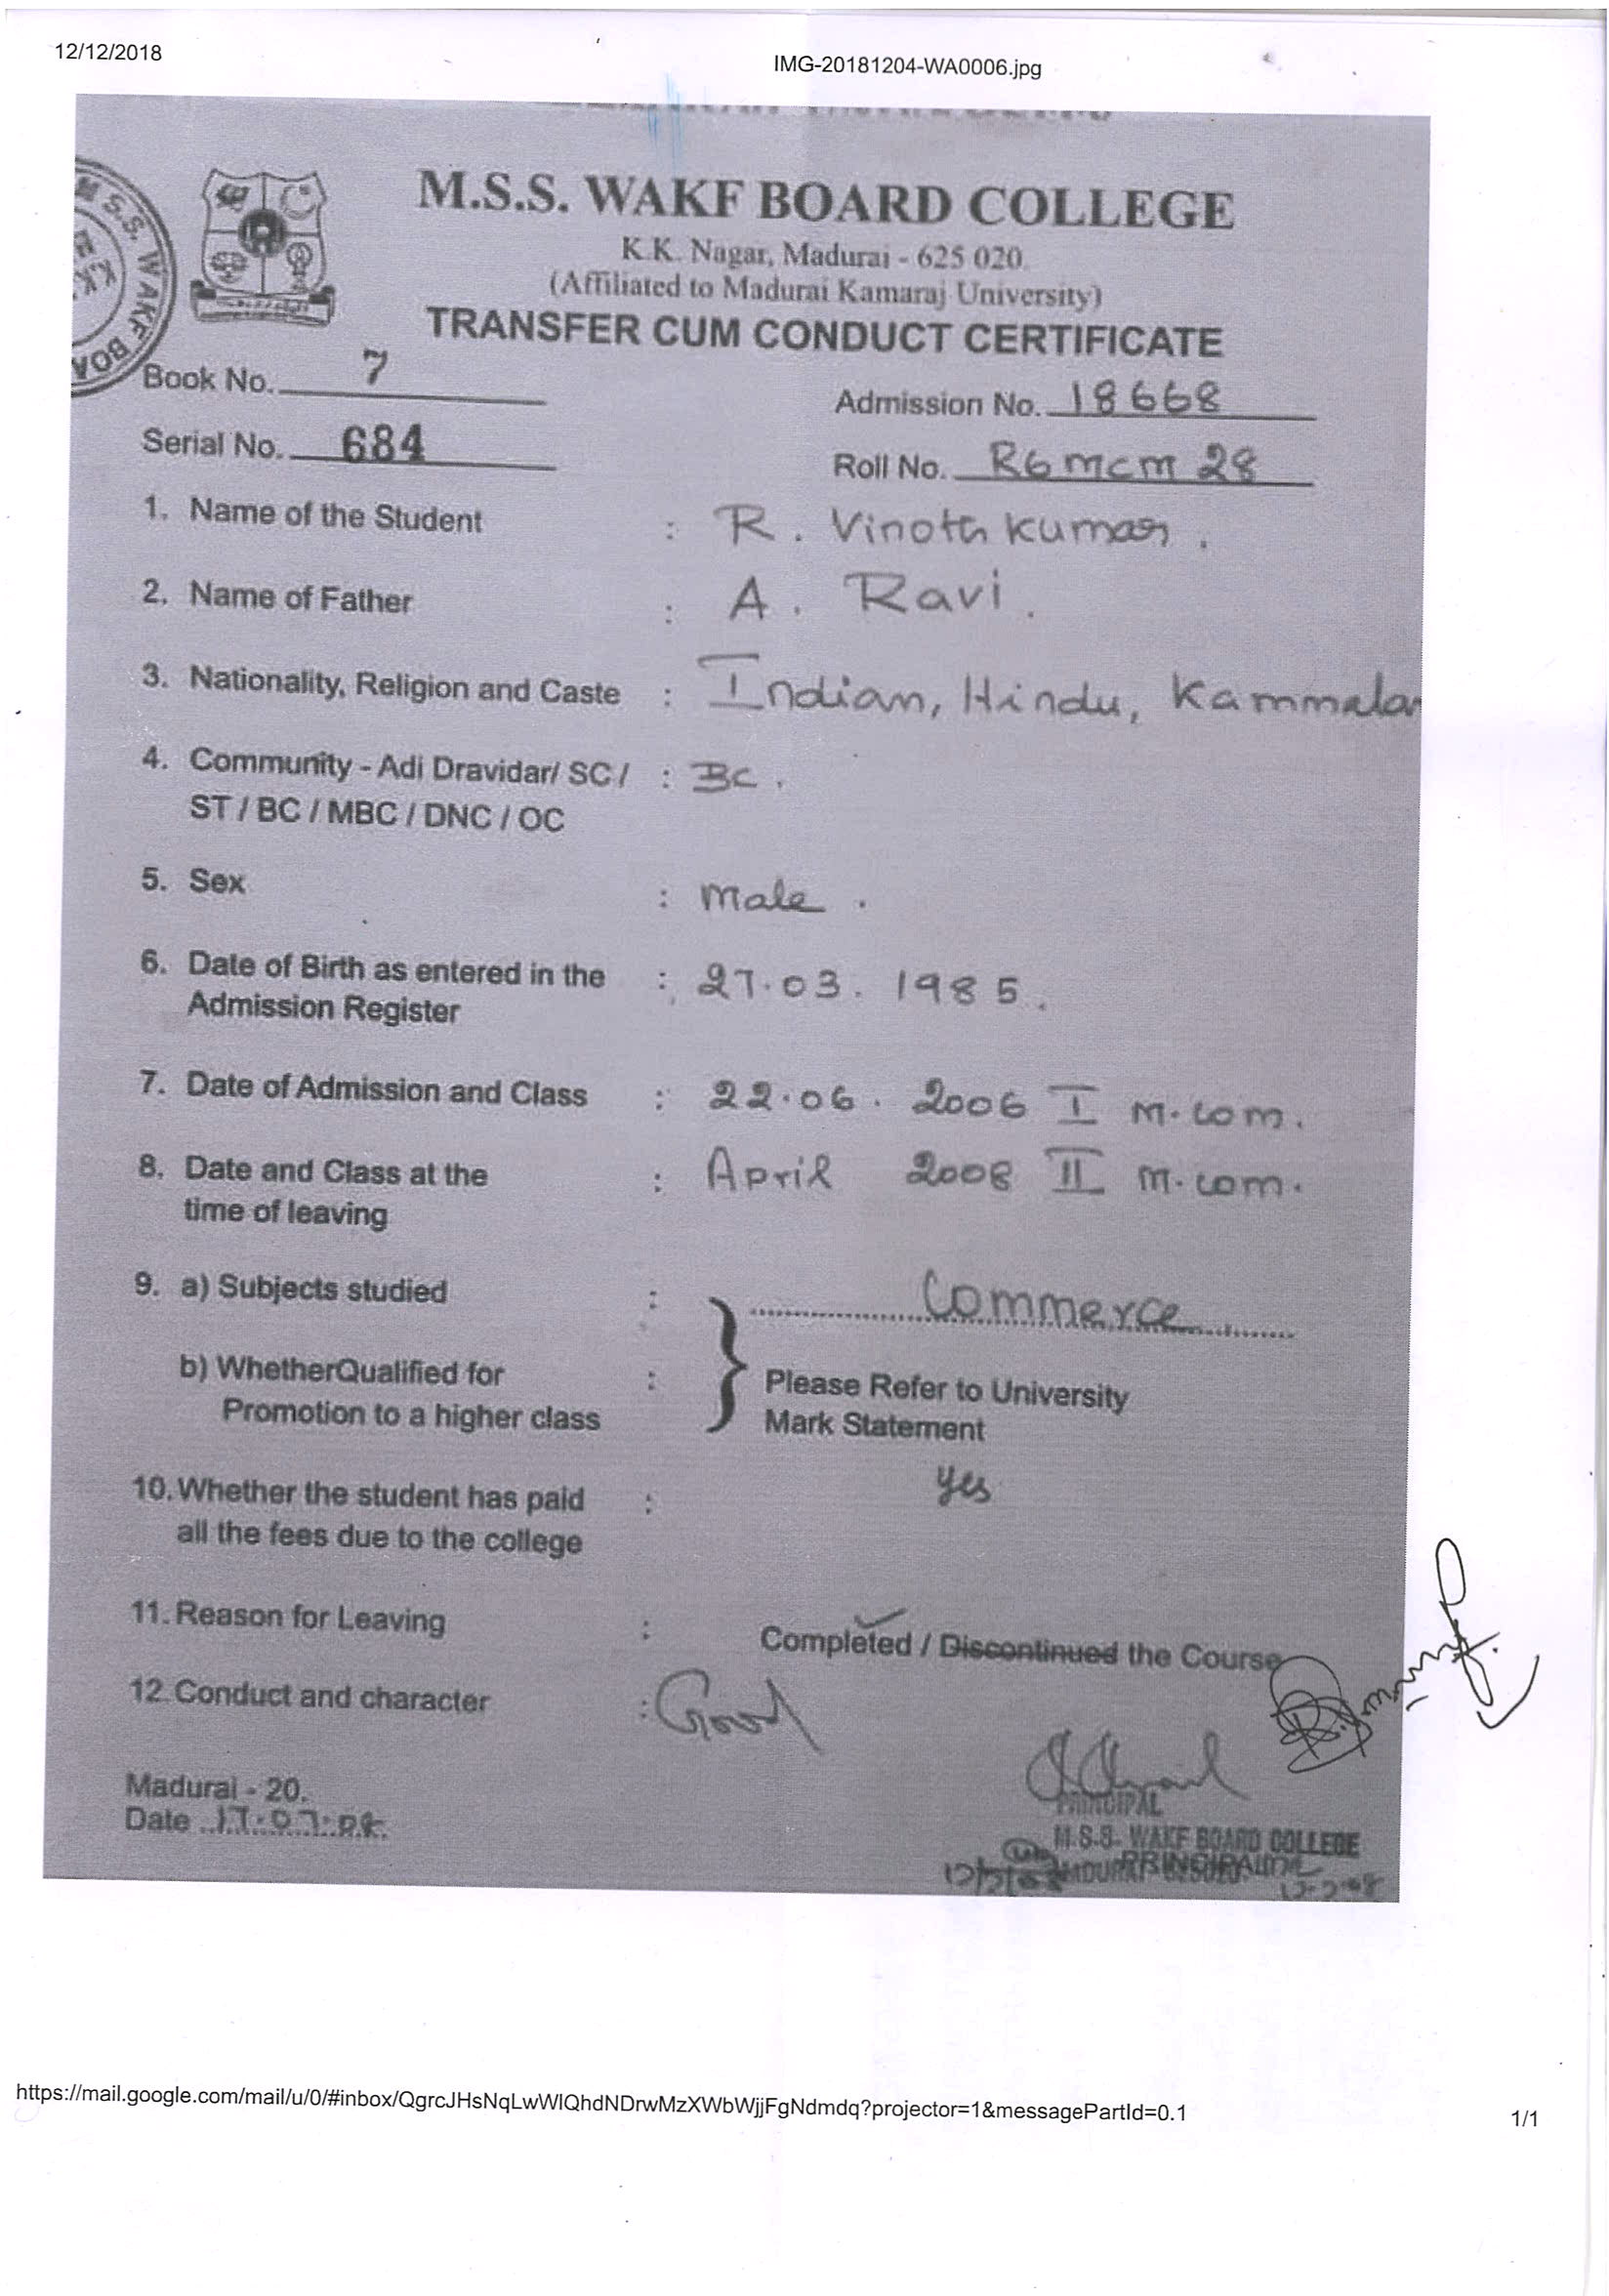 12/12/2018
IMG-20181204-WA0006.jpg
M.S.S. WAKF BOARD COLLEGE
K.K. Nagar, Madurai - 625 020.
(Affiliated to Madurai Kamaraj University)
TRANSFER CUM CONDUCT CERTIFICATE
M.S.S. WAKF BOA
Book No. 7
Admission No. 18668
Serial No. 684
Roll No. R6mcm 28
1. Name of the Student : R. Vinoth kumar.
2. Name of Father : A. Ravi.
3. Nationality, Religion and Caste : Indian, Hindu, Kammalar
4. Community - Adi Dravidar/ SC / : BC.
ST / BC / MBC / DNC / OC
5. Sex : male.
6. Date of Birth as entered in the : 27.03.1985.
Admission Register
7. Date of Admission and Class : 22.06.2006 I m.com.
8. Date and Class at the : April 2008 II m.com.
time of leaving
9. a) Subjects studied : Commerce
b) WhetherQualified for : Please Refer to University
Promotion to a higher class Mark Statement
10. Whether the student has paid : yes
all the fees due to the college
11. Reason for Leaving : Completed / Discontinued the Course
12. Conduct and character : Good
Madurai - 20.
Date 17.07.08
PRINCIPAL
M.S.S. WAKF BOARD COLLEGE
PRINCIPAL
https://mail.google.com/mail/u/0/#inbox/QgrcJHsNqLwWlQhdNDrwMzXWbWjjFgNdmdq?projector=1&messagePartId=0.1
1/1